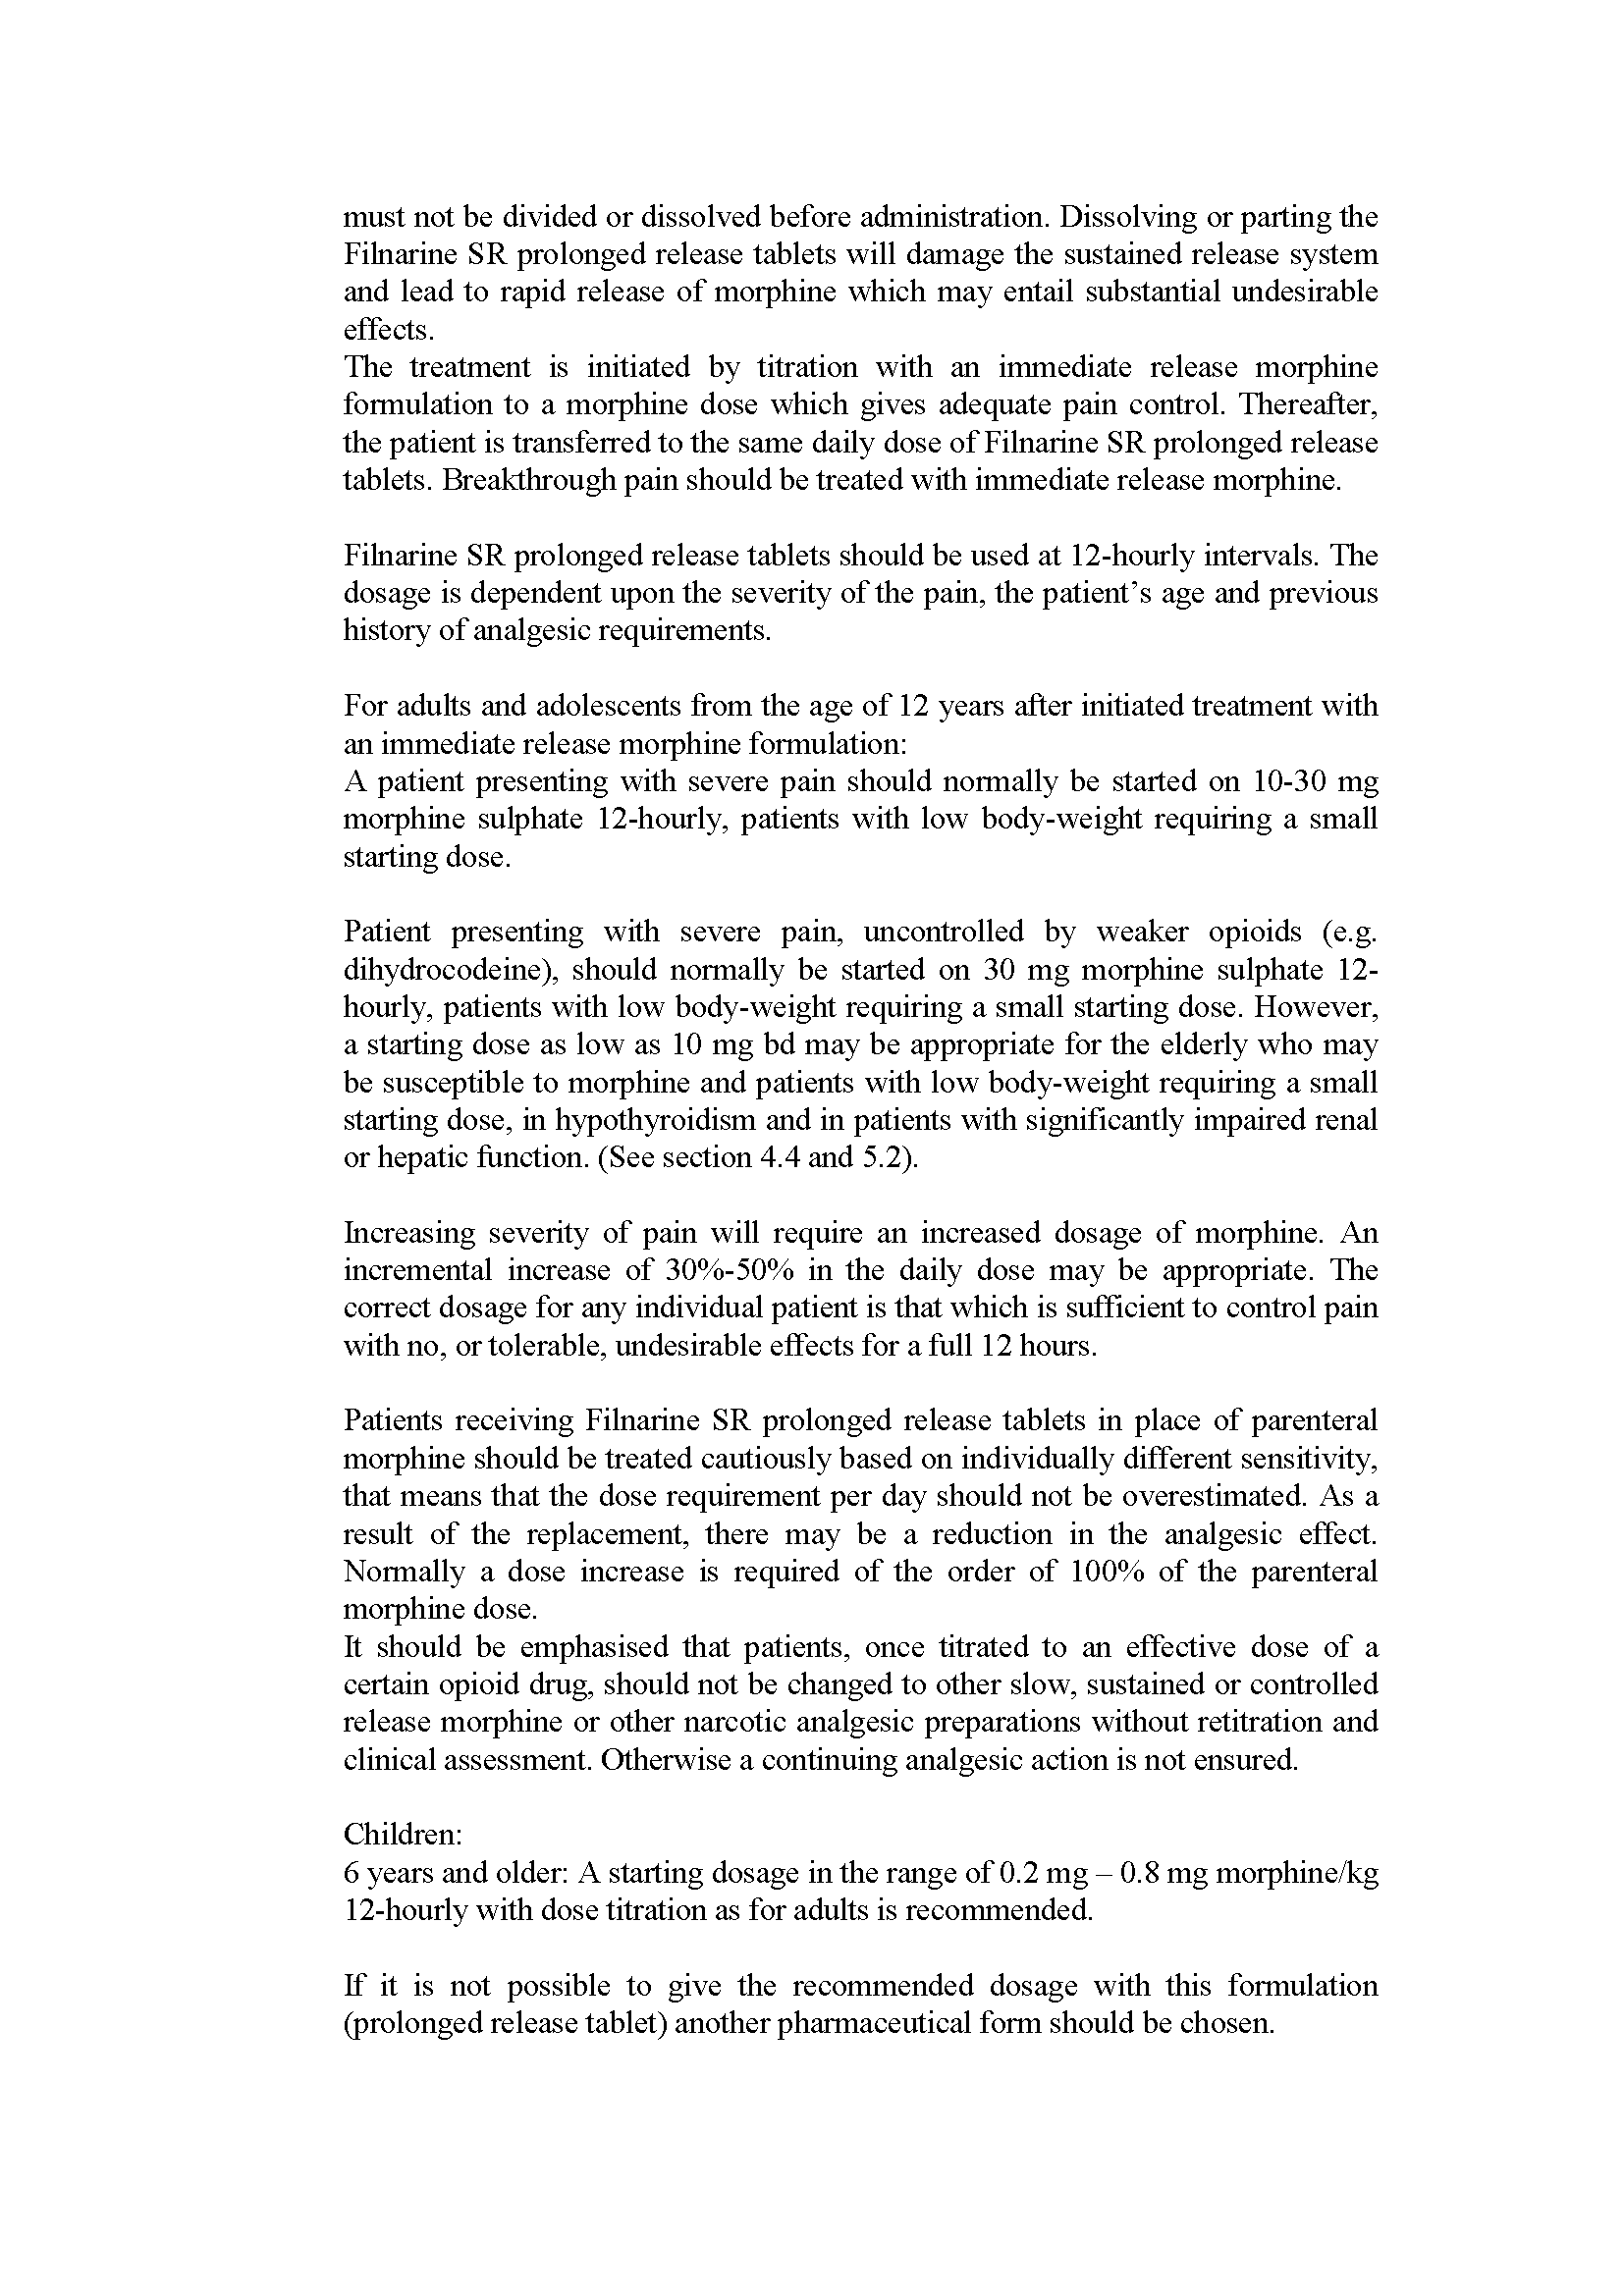 must not be divided or dissolved before administration. Dissolving or parting the
Filnarine SR prolonged release tablets will damage the sustained release system
and lead to rapid release of morphine which may entail substantial undesirable
effects.
The treatment is initiated by titration with an immediate release morphine
formulation to a morphine dose which gives adequate pain control. Thereafter,
the patient is transferred to the same daily dose of Filnarine SR prolonged release
tablets. Breakthrough pain should be treated with immediate release morphine.
Filnarine SR prolonged release tablets should be used at 12-hourly intervals. The
dosage is dependent upon the severity of the pain, the patient’s age and previous
history of analgesic requirements.
For adults and adolescents from the age of 12 years after initiated treatment with
an immediate release morphine formulation:
A patient presenting with severe pain should normally be started on 10-30 mg
morphine sulphate 12-hourly, patients with low body-weight requiring a small
starting dose.
Patient presenting with severe pain, uncontrolled by weaker opioids (e.g.
dihydrocodeine), should normally be started on 30 mg morphine sulphate 12-
hourly, patients with low body-weight requiring a small starting dose. However,
a starting dose as low as 10 mg bd may be appropriate for the elderly who may
be susceptible to morphine and patients with low body-weight requiring a small
starting dose, in hypothyroidism and in patients with significantly impaired renal
or hepatic function. (See section 4.4 and 5.2).
Increasing severity of pain will require an increased dosage of morphine. An
incremental increase of 30%-50% in the daily dose may be appropriate. The
correct dosage for any individual patient is that which is sufficient to control pain
with no, or tolerable, undesirable effects for a full 12 hours.
Patients receiving Filnarine SR prolonged release tablets in place of parenteral
morphine should be treated cautiously based on individually different sensitivity,
that means that the dose requirement per day should not be overestimated. As a
result of the replacement, there may be a reduction in the analgesic effect.
Normally a dose increase is required of the order of 100% of the parenteral
morphine dose.
It should be emphasised that patients, once titrated to an effective dose of a
certain opioid drug, should not be changed to other slow, sustained or controlled
release morphine or other narcotic analgesic preparations without retitration and
clinical assessment. Otherwise a continuing analgesic action is not ensured.
Children:
6 years and older: A starting dosage in the range of 0.2 mg – 0.8 mg morphine/kg
12-hourly with dose titration as for adults is recommended.
If it is not possible to give the recommended dosage with this formulation
(prolonged release tablet) another pharmaceutical form should be chosen.